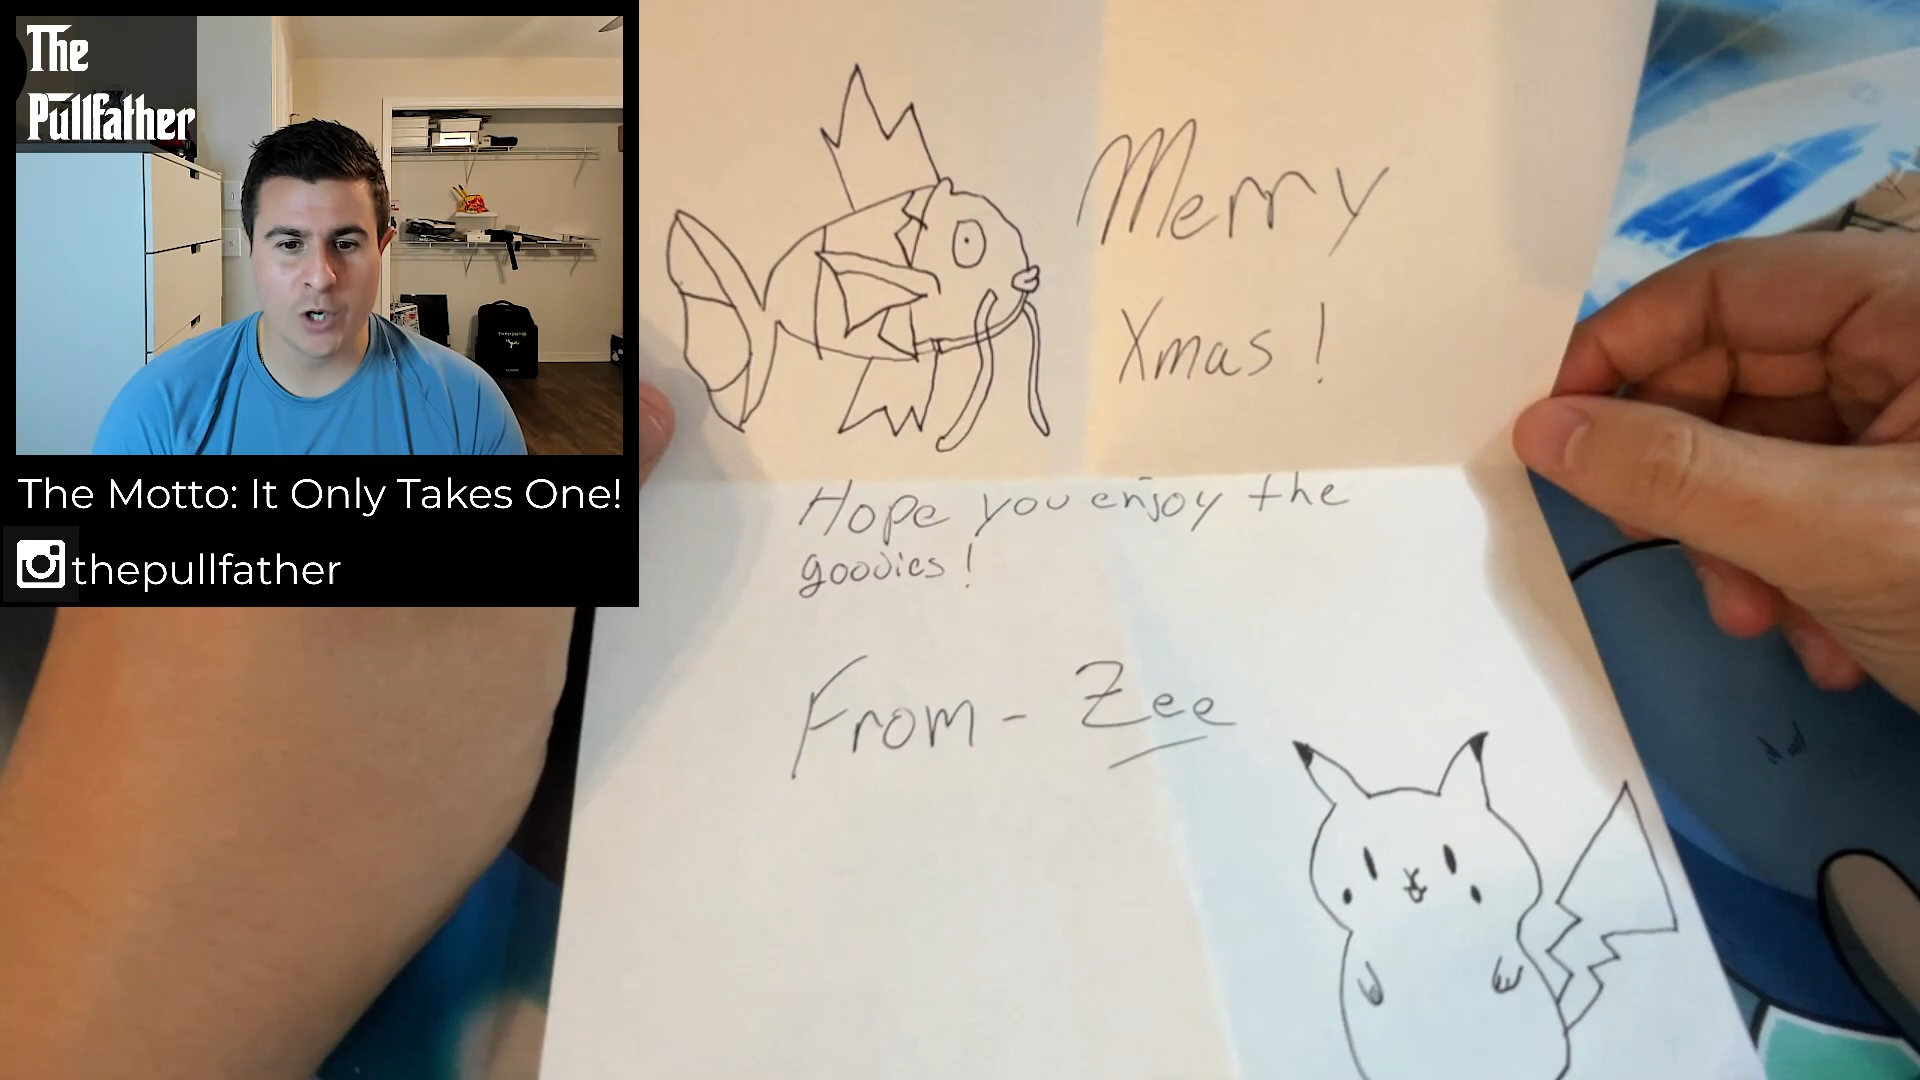 The
Pullfather
The Motto: It Only Takes One!
thepullfather
Merry
Xmas!
Hope you enjoy the
goodies!
From - Zee